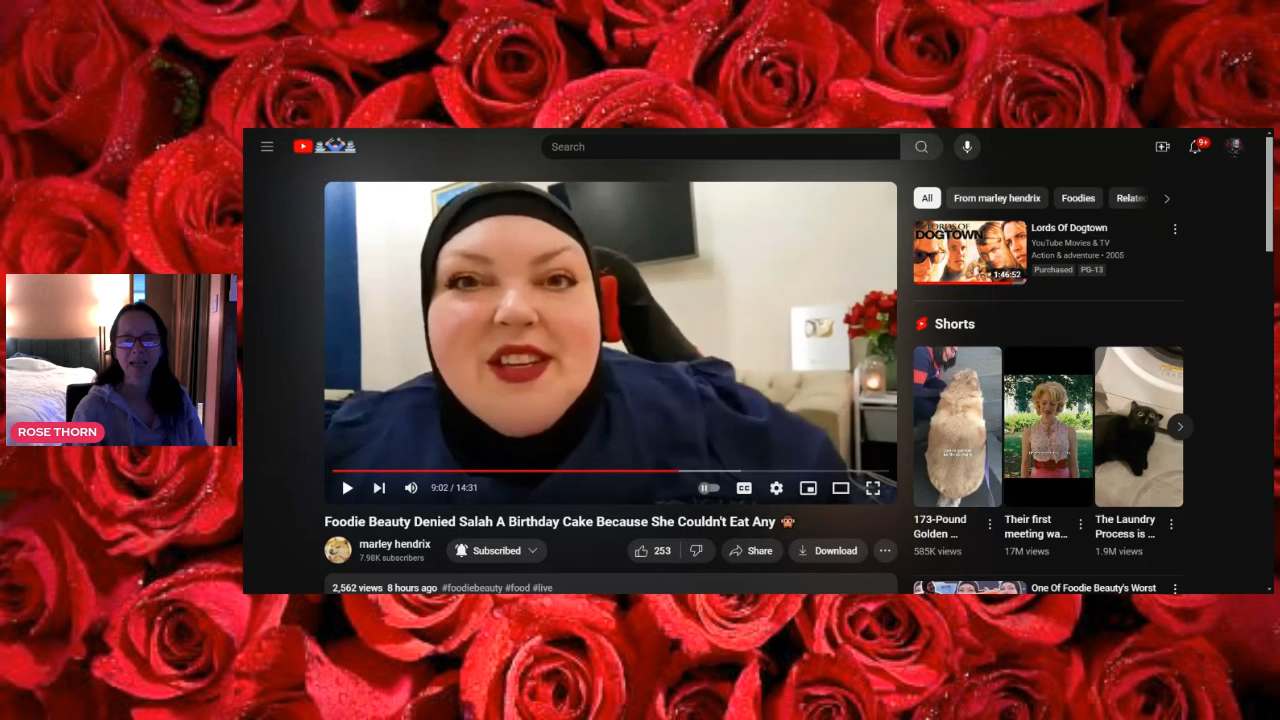 Search
9+
All
From marley hendrix
Foodies
LORDS OF
DOGTOWN
1:46:52
Lords Of Dogtown
YouTube Movies & TV
Action & adventure • 2005
Purchased
PG-13
Shorts
ROSE THORN
9:02 / 14:31
CC
Foodie Beauty Denied Salah A Birthday Cake Because She Couldn't Eat Any 🙊
marley hendrix
7.98K subscribers
Subscribed
253
Share
Download
2,562 views 8 hours ago #foodiebeauty #food #live
173-Pound
Golden ...
585K views
Their first
meeting wa...
17M views
The Laundry
Process is ...
1.9M views
One Of Foodie Beauty's Worst